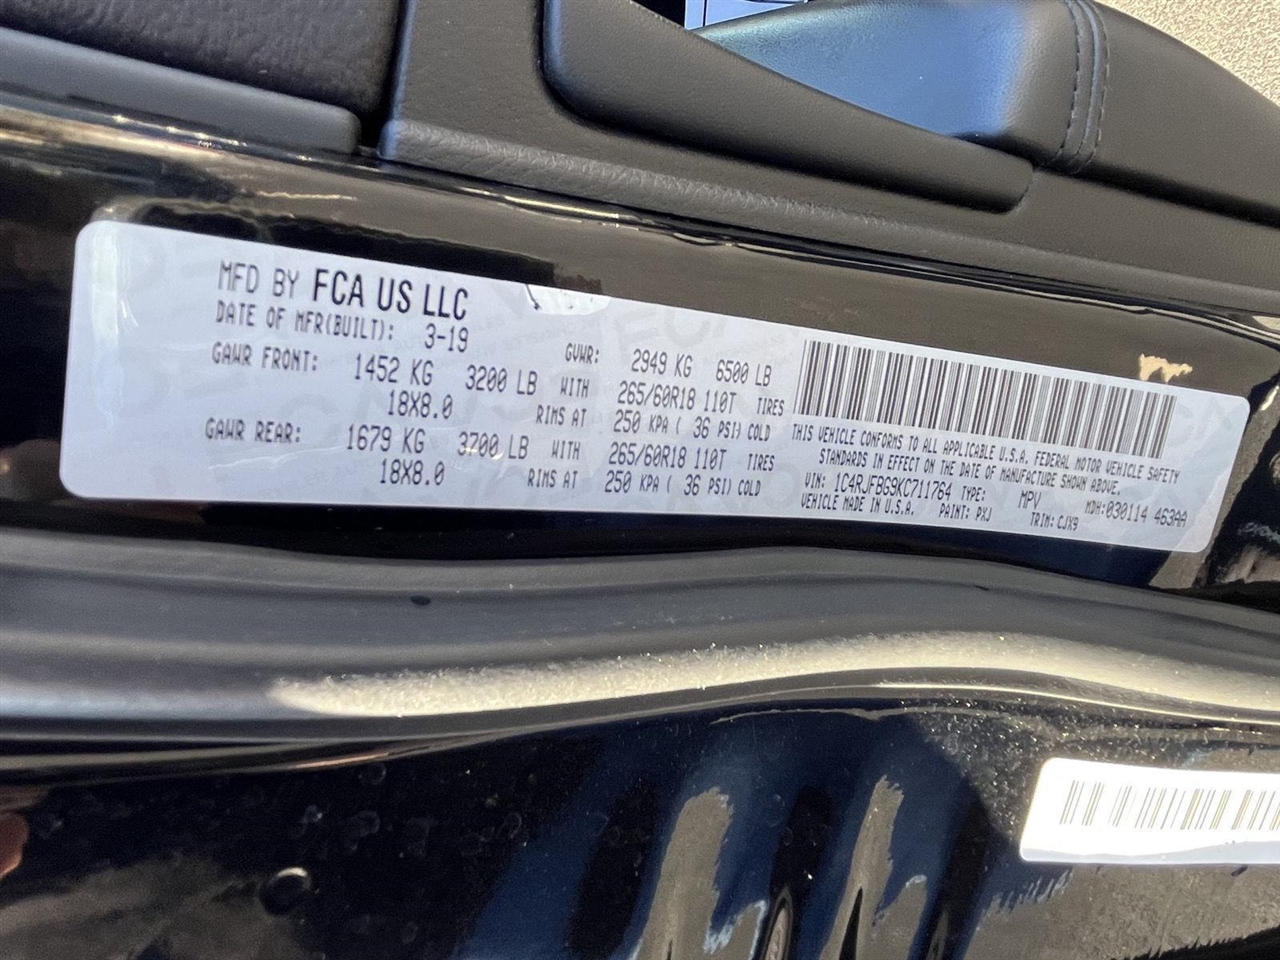 MFD BY FCA US LLC
DATE OF MFR(BUILT): 3-19 GVWR: 2949 KG 6500 LB
GAWR FRONT: 1452 KG 3200 LB WITH 265/60R18 110T TIRES
18X8.0 RIMS AT 250 KPA ( 36 PSI) COLD
GAWR REAR: 1679 KG 3700 LB WITH 265/60R18 110T TIRES
18X8.0 RIMS AT 250 KPA ( 36 PSI) COLD
THIS VEHICLE CONFORMS TO ALL APPLICABLE U.S.A. FEDERAL MOTOR VEHICLE SAFETY
STANDARDS IN EFFECT ON THE DATE OF MANUFACTURE SHOWN ABOVE.
VIN: 1C4RJFBG9KC711764 TYPE: MPV MDH:030114 463AA
VEHICLE MADE IN U.S.A. PAINT: PXJ TRIM: CJX9